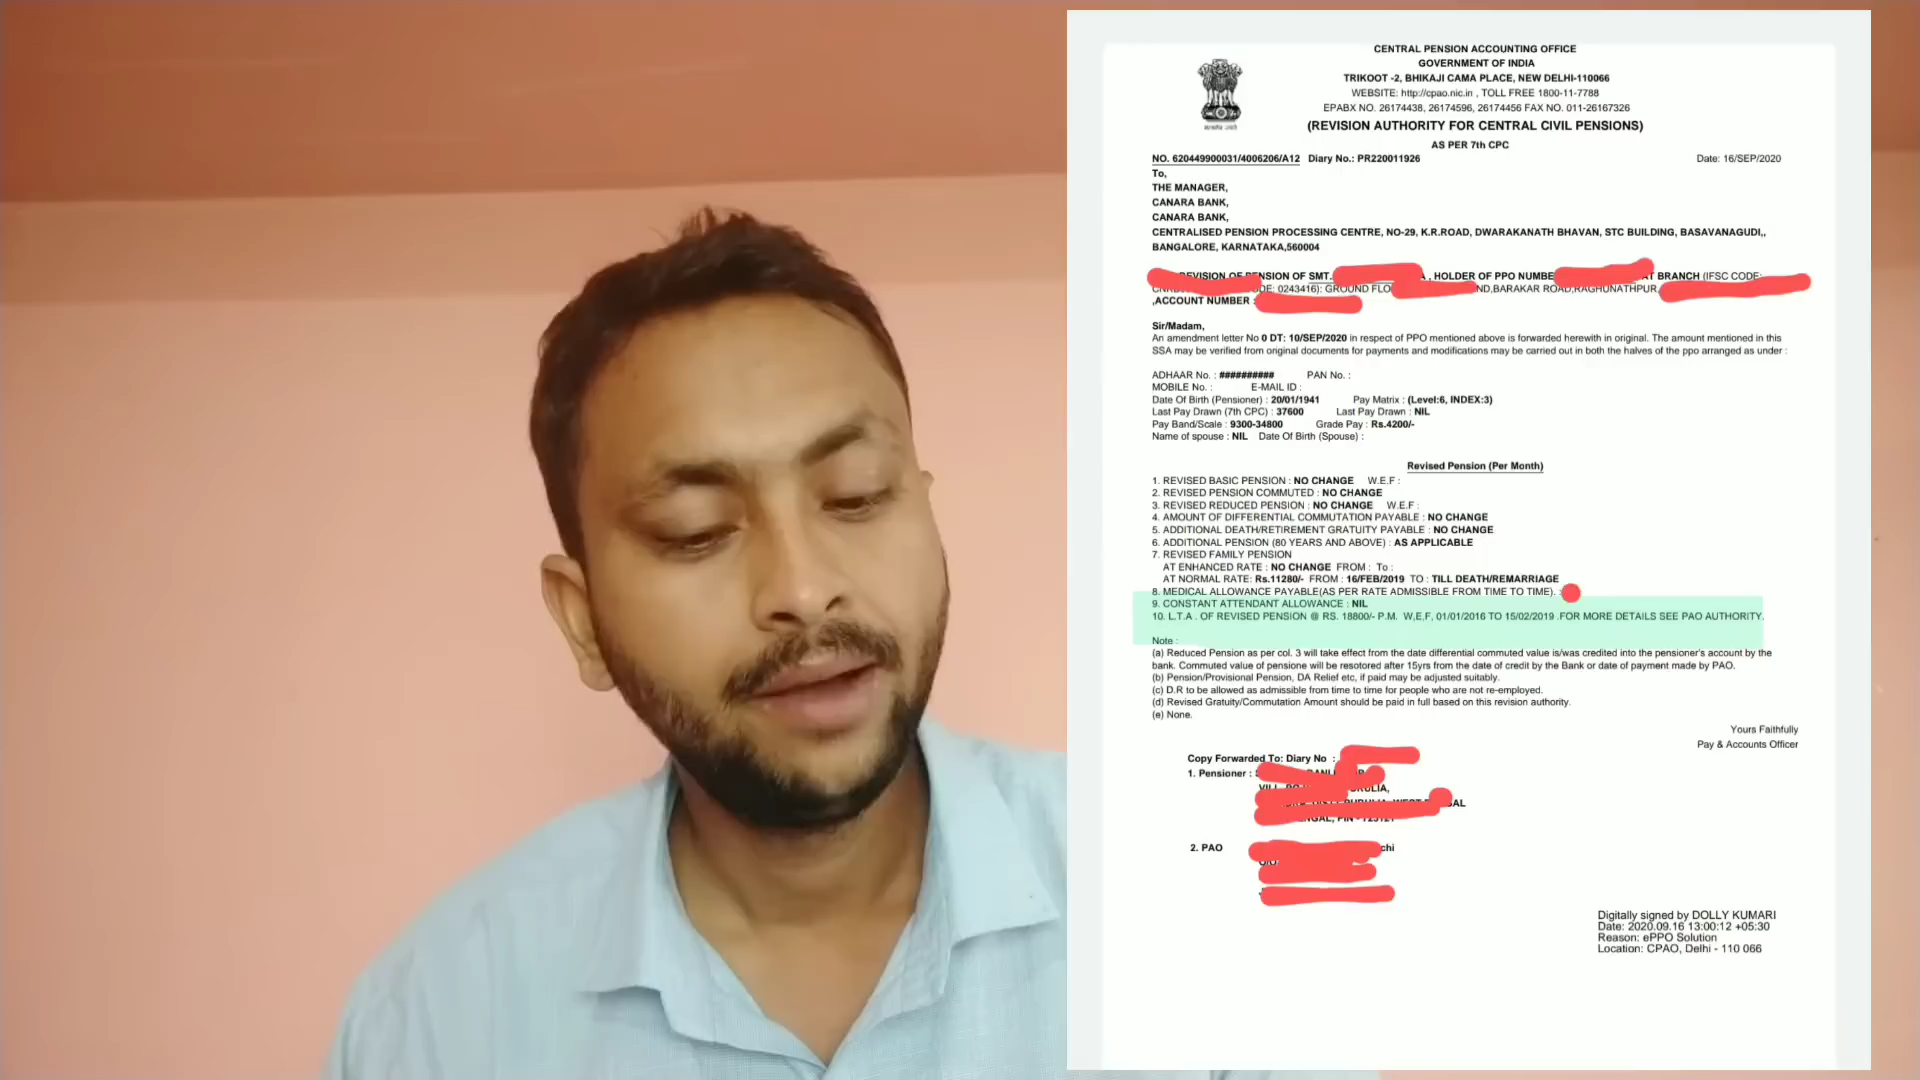 CENTRAL PENSION ACCOUNTING OFFICE
GOVERNMENT OF INDIA
TRIKOOT -2, BHIKAJI CAMA PLACE, NEW DELHI-110066
WEBSITE: http://cpao.nic.in , TOLL FREE 1800-11-7788
EPABX NO. 26174438, 26174596, 26174456 FAX NO. 011-26167326
(REVISION AUTHORITY FOR CENTRAL CIVIL PENSIONS)
AS PER 7th CPC
NO. 620449900031/4006206/A12 Diary No.: PR220011926 Date: 16/SEP/2020
To,
THE MANAGER,
CANARA BANK,
CANARA BANK,
CENTRALISED PENSION PROCESSING CENTRE, NO-29, K.R.ROAD, DWARAKANATH BHAVAN, STC BUILDING, BASAVANAGUDI,,
BANGALORE, KARNATAKA,560004
REVISION OF PENSION OF SMT. , HOLDER OF PPO BRANCH (IFSC CODE:
0243416): GROUND ,BARAKAR ROAD,RAGHUNATHPUR,
,ACCOUNT NUMBER :
Sir/Madam,
An amendment letter No 0 DT: 10/SEP/2020 in respect of PPO mentioned above is forwarded herewith in original. The amount mentioned in this
SSA may be verified from original documents for payments and modifications may be carried out in both the halves of the ppo arranged as under :
ADHAAR No. : ########## PAN No. :
MOBILE No. : E-MAIL ID :
Date Of Birth (Pensioner) : 20/01/1941 Pay Matrix : (Level:6, INDEX:3)
Last Pay Drawn (7th CPC) : 37600 Last Pay Drawn : NIL
Pay Band/Scale : 9300-34800 Grade Pay : Rs.4200/-
Name of spouse : NIL Date Of Birth (Spouse) :
Revised Pension (Per Month)
1. REVISED BASIC PENSION : NO CHANGE W.E.F :
2. REVISED PENSION COMMUTED : NO CHANGE
3. REVISED REDUCED PENSION : NO CHANGE W.E.F :
4. AMOUNT OF DIFFERENTIAL COMMUTATION PAYABLE : NO CHANGE
5. ADDITIONAL DEATH/RETIREMENT GRATUITY PAYABLE : NO CHANGE
6. ADDITIONAL PENSION (80 YEARS AND ABOVE) : AS APPLICABLE
7. REVISED FAMILY PENSION
AT ENHANCED RATE : NO CHANGE FROM : To :
AT NORMAL RATE: Rs.11280/- FROM : 16/FEB/2019 TO : TILL DEATH/REMARRIAGE
8. MEDICAL ALLOWANCE PAYABLE(AS PER RATE ADMISSIBLE FROM TIME TO TIME). :
9. CONSTANT ATTENDANT ALLOWANCE : NIL
10. L.T.A . OF REVISED PENSION @ RS. 18800/- P.M. W,E,F, 01/01/2016 TO 15/02/2019 .FOR MORE DETAILS SEE PAO AUTHORITY.
Note :
(a) Reduced Pension as per col. 3 will take effect from the date differential commuted value is/was credited into the pensioner's account by the
bank. Commuted value of pensione will be resotored after 15yrs from the date of credit by the Bank or date of payment made by PAO.
(b) Pension/Provisional Pension, DA Relief etc, if paid may be adjusted suitably.
(c) D.R to be allowed as admissible from time to time for people who are not re-employed.
(d) Revised Gratuity/Commutation Amount should be paid in full based on this revision authority.
(e) None.
Yours Faithfully
Pay & Accounts Officer
Copy Forwarded To: Diary No :
1. Pensioner :
2. PAO
Digitally signed by DOLLY KUMARI
Date: 2020.09.16 13:00:12 +05:30
Reason: ePPO Solution
Location: CPAO, Delhi - 110 066